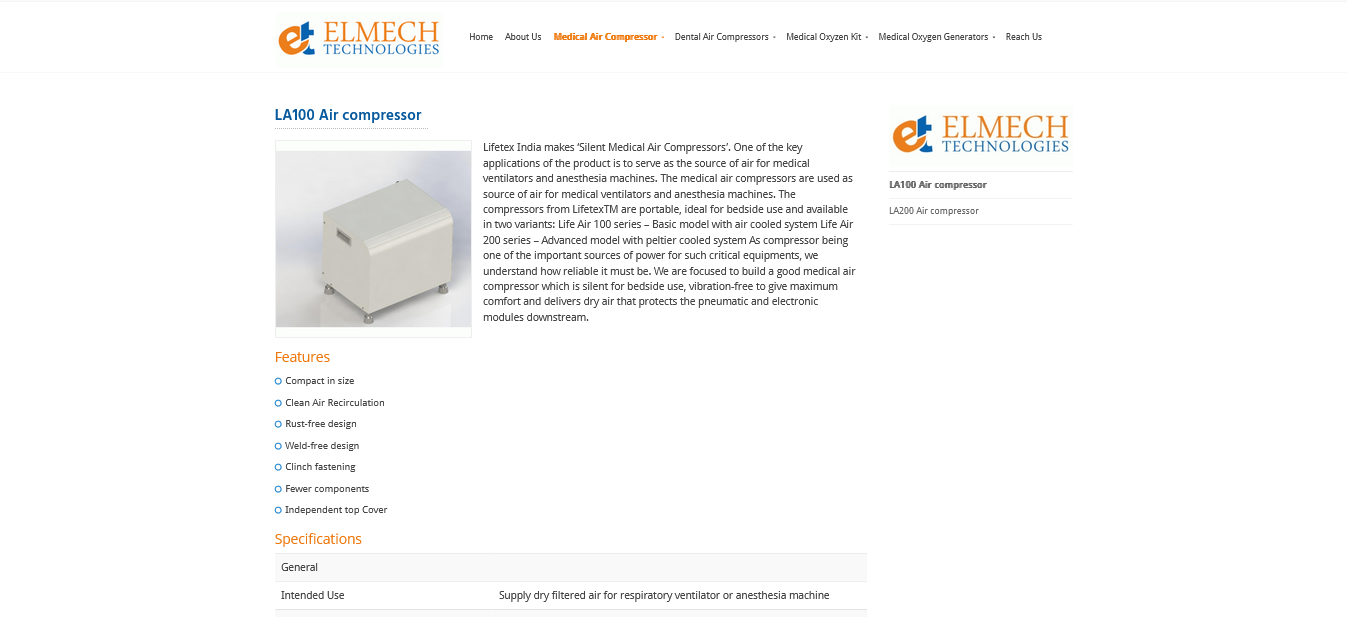 et ELMECH
TECHNOLOGIES
Home About Us Medical Air Compressor Dental Air Compressors Medical Oxyzen Kit Medical Oxygen Generators Reach Us
LA100 Air compressor
Lifetex India makes ‘Silent Medical Air Compressors’. One of the key
applications of the product is to serve as the source of air for medical
ventilators and anesthesia machines. The medical air compressors are used as
source of air for medical ventilators and anesthesia machines. The
compressors from LifetexTM are portable, ideal for bedside use and available
in two variants: Life Air 100 series – Basic model with air cooled system Life Air
200 series – Advanced model with peltier cooled system As compressor being
one of the important sources of power for such critical equipments, we
understand how reliable it must be. We are focused to build a good medical air
compressor which is silent for bedside use, vibration-free to give maximum
comfort and delivers dry air that protects the pneumatic and electronic
modules downstream.
Features
Compact in size
Clean Air Recirculation
Rust-free design
Weld-free design
Clinch fastening
Fewer components
Independent top Cover
Specifications
General
Intended Use Supply dry filtered air for respiratory ventilator or anesthesia machine
et ELMECH
TECHNOLOGIES
LA100 Air compressor
LA200 Air compressor